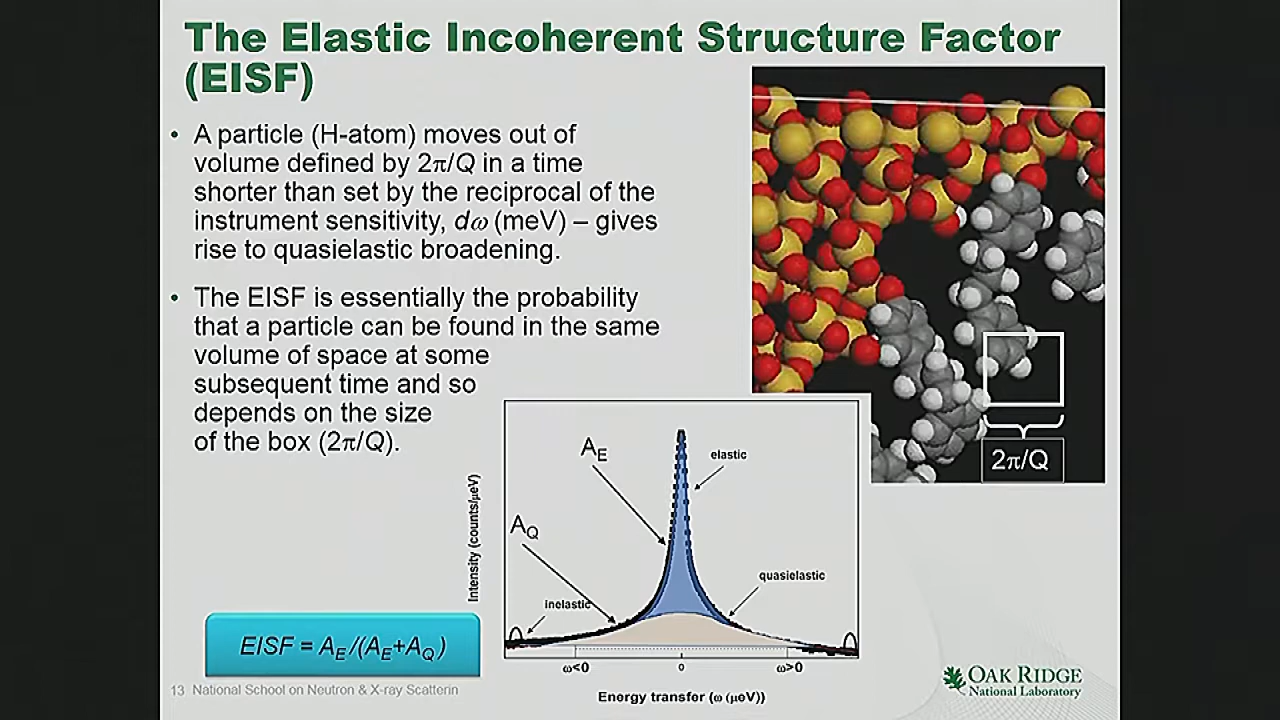 The Elastic Incoherent Structure Factor
(EISF)
• A particle (H-atom) moves out of
volume defined by 2π/Q in a time
shorter than set by the reciprocal of the
instrument sensitivity, dω (meV) – gives
rise to quasielastic broadening.
• The EISF is essentially the probability
that a particle can be found in the same
volume of space at some
subsequent time and so
depends on the size
of the box (2π/Q).
2π/Q
A_E
elastic
A_Q
quasielastic
inelastic
Intensity (counts/μeV)
ω<0
0
ω>0
Energy transfer (ω (μeV))
EISF = A_E/(A_E+A_Q)
13 National School on Neutron & X-ray Scatterin
OAK RIDGE
National Laboratory